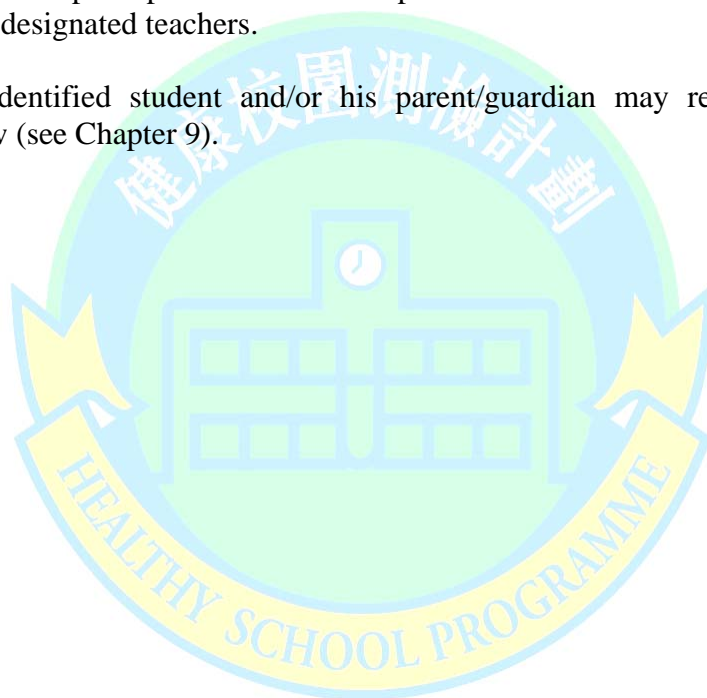 designated teachers.
dentified student and/or his parent/guardian may re
(see Chapter 9).
健康校園測檢計劃
HEALTHY SCHOOL PROGRAMME